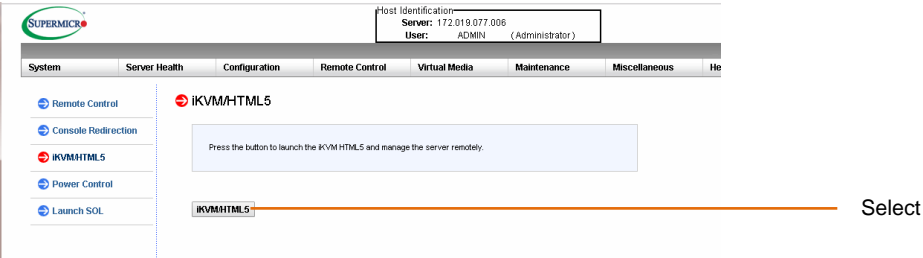 Host Identification
SUPERMICR
Server: 172.019.077.006
User: ADMIN (Administrator)
System Server Health Configuration Remote Control Virtual Media Maintenance Miscellaneous He
Remote Control
Console Redirection
iKVM/HTML5
Power Control
Launch SOL
iKVM/HTML5
Press the button to launch the iKVM HTML5 and manage the server remotely.
iKVM/HTML5
Select